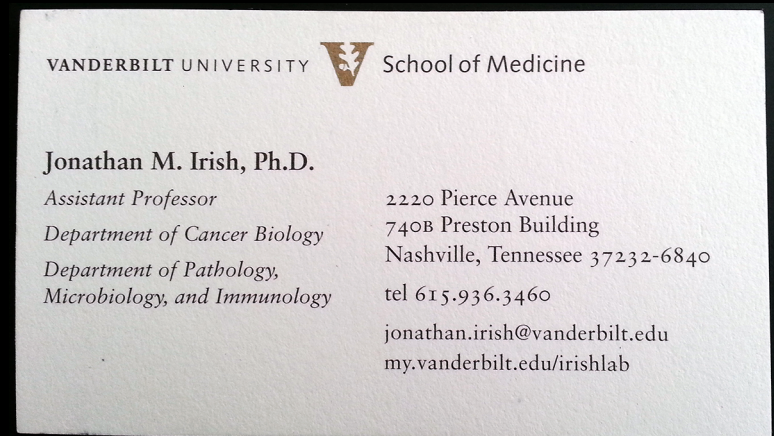 VANDERBILT UNIVERSITY V School of Medicine
Jonathan M. Irish, Ph.D.
Assistant Professor
Department of Cancer Biology
Department of Pathology,
Microbiology, and Immunology
2220 Pierce Avenue
740B Preston Building
Nashville, Tennessee 37232-6840
tel 615.936.3460
jonathan.irish@vanderbilt.edu
my.vanderbilt.edu/irishlab